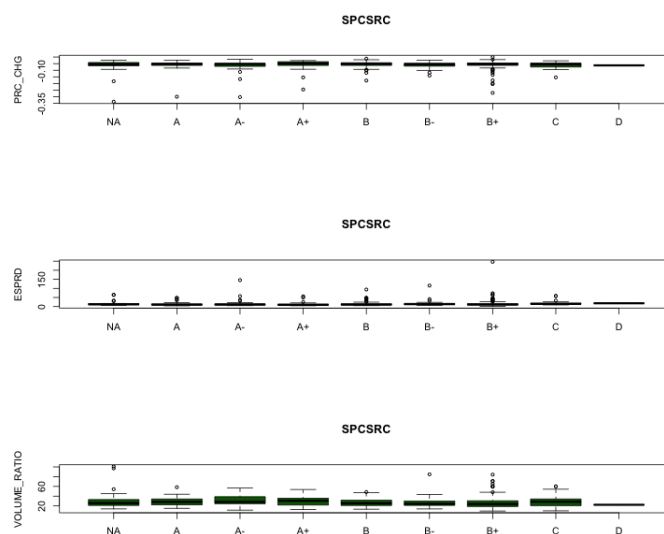 SPCSRC
PRC_CHG
-0.10
-0.35
NA A A- A+ B B- B+ C D
SPCSRC
ESPRD
150
0
NA A A- A+ B B- B+ C D
SPCSRC
VOLUME_RATIO
60
20
NA A A- A+ B B- B+ C D